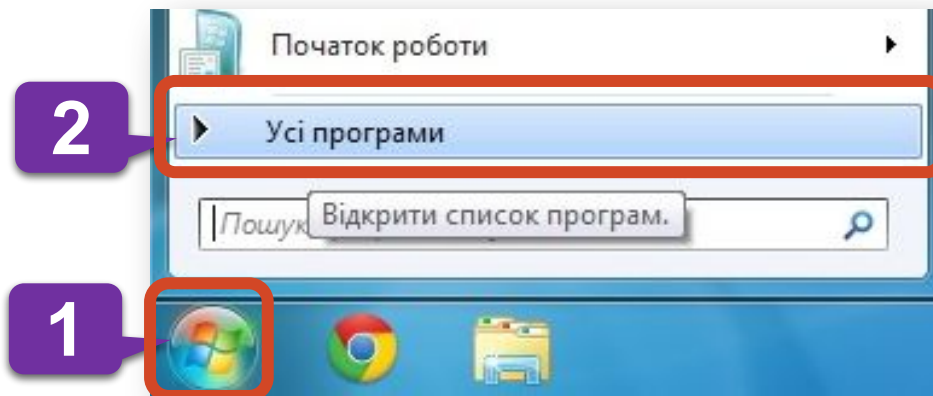 Початок роботи
2
Усі програми
Пошук
Відкрити список програм.
1